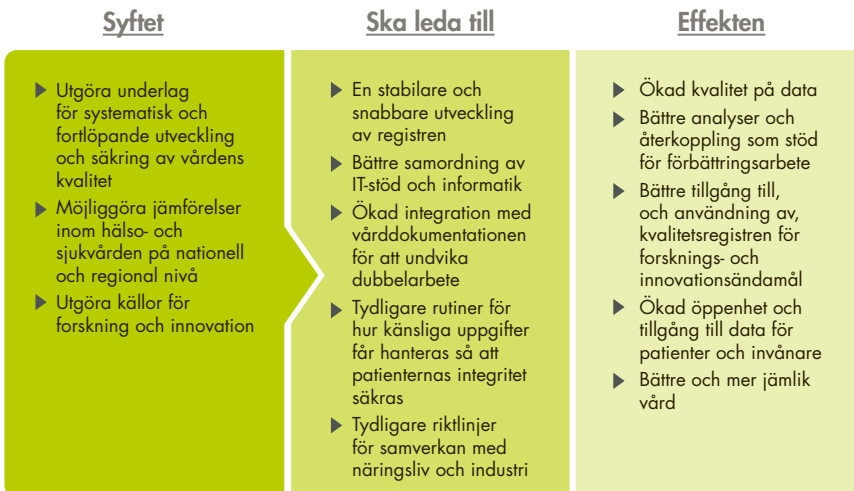 Syftet
Utgöra underlag
för systematisk och
fortlöpande utveckling
och säkring av vårdens
kvalitet
Möjliggöra jämförelser
inom hälso- och
sjukvården på nationell
och regional nivå
Utgöra källor för
forskning och innovation
Ska leda till
En stabilare och
snabbare utveckling
av registren
Bättre samordning av
IT-stöd och informatik
Ökad integration med
vårddokumentationen
för att undvika
dubbelarbete
Tydligare rutiner för
hur känsliga uppgifter
får hanteras så att
patienternas integritet
säkras
Tydligare riktlinjer
för samverkan med
näringsliv och industri
Effekten
Ökad kvalitet på data
Bättre analyser och
återkoppling som stöd
för förbättringsarbete
Bättre tillgång till,
och användning av,
kvalitetsregistren för
forsknings- och
innovationsändamål
Ökad öppenhet och
tillgång till data för
patienter och invånare
Bättre och mer jämlik
vård